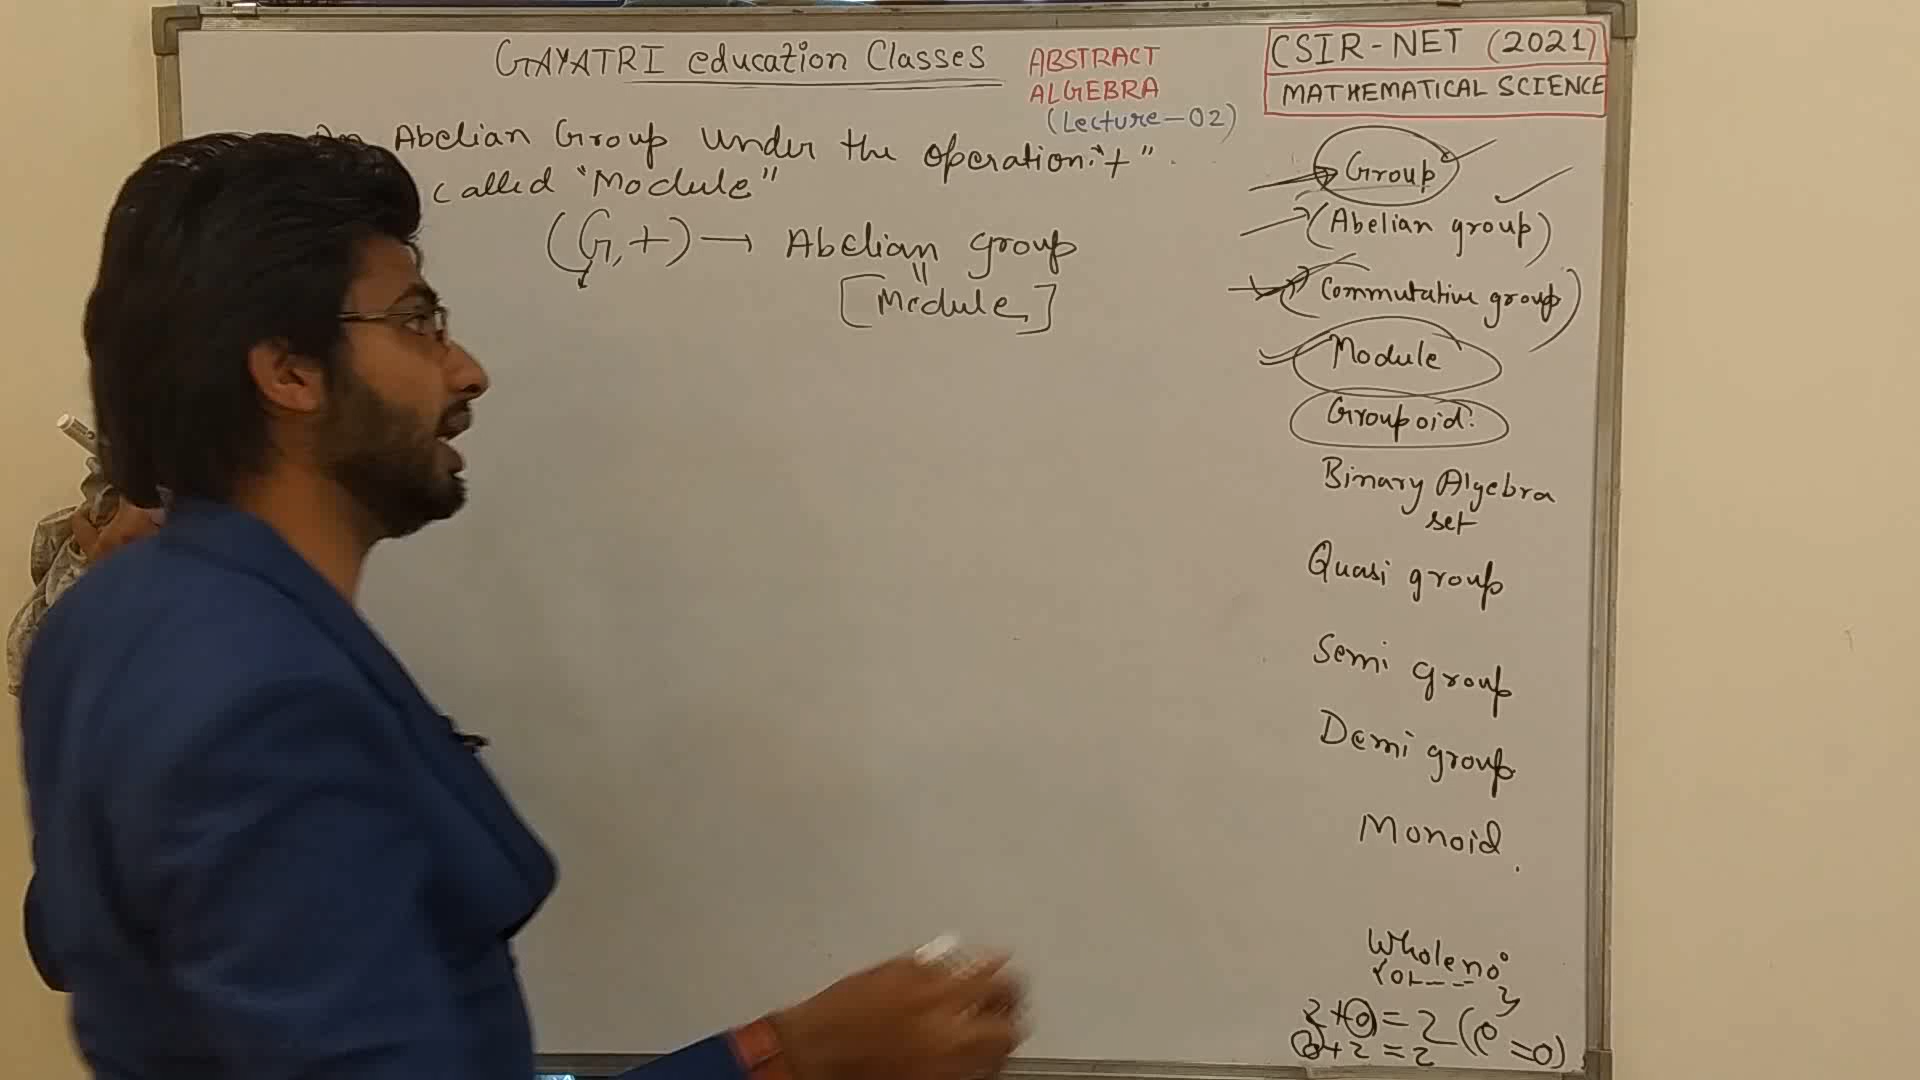 GAYATRI education Classes
ABSTRACT
ALGEBRA
(Lecture-02)
CSIR-NET (2021)
MATHEMATICAL SCIENCE
An Abelian Group under the operation "+".
called "Module"
(G,+) → Abelian group
"
[Module]
Group
(Abelian group)
(Commutative group)
Module
Groupoid.
Binary Algebra
set
Quasi group
Semi group
Demi group
Monoid.
Whole no
2+0=2 (e=0)
0+2=2